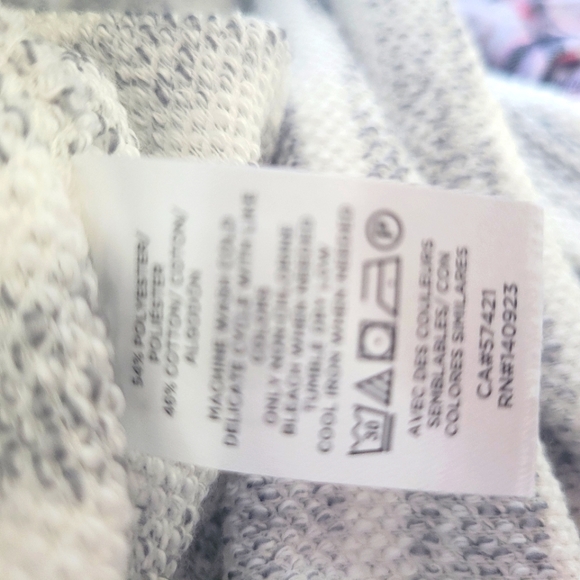 54% POLYESTER/
POLIESTER
46% COTTON/ COTON/
ALGODON
MACHINE WASH COLD
DELICATE CYCLE WITH LIKE
COLORS
ONLY NON-CHLORINE
BLEACH WHEN NEEDED
TUMBLE DRY LOW
COOL IRON WHEN NEEDED
30
P
AVEC DES COULEURS
SEMBLABLES/ CON
COLORES SIMILARES
CA#57421
RN#140923